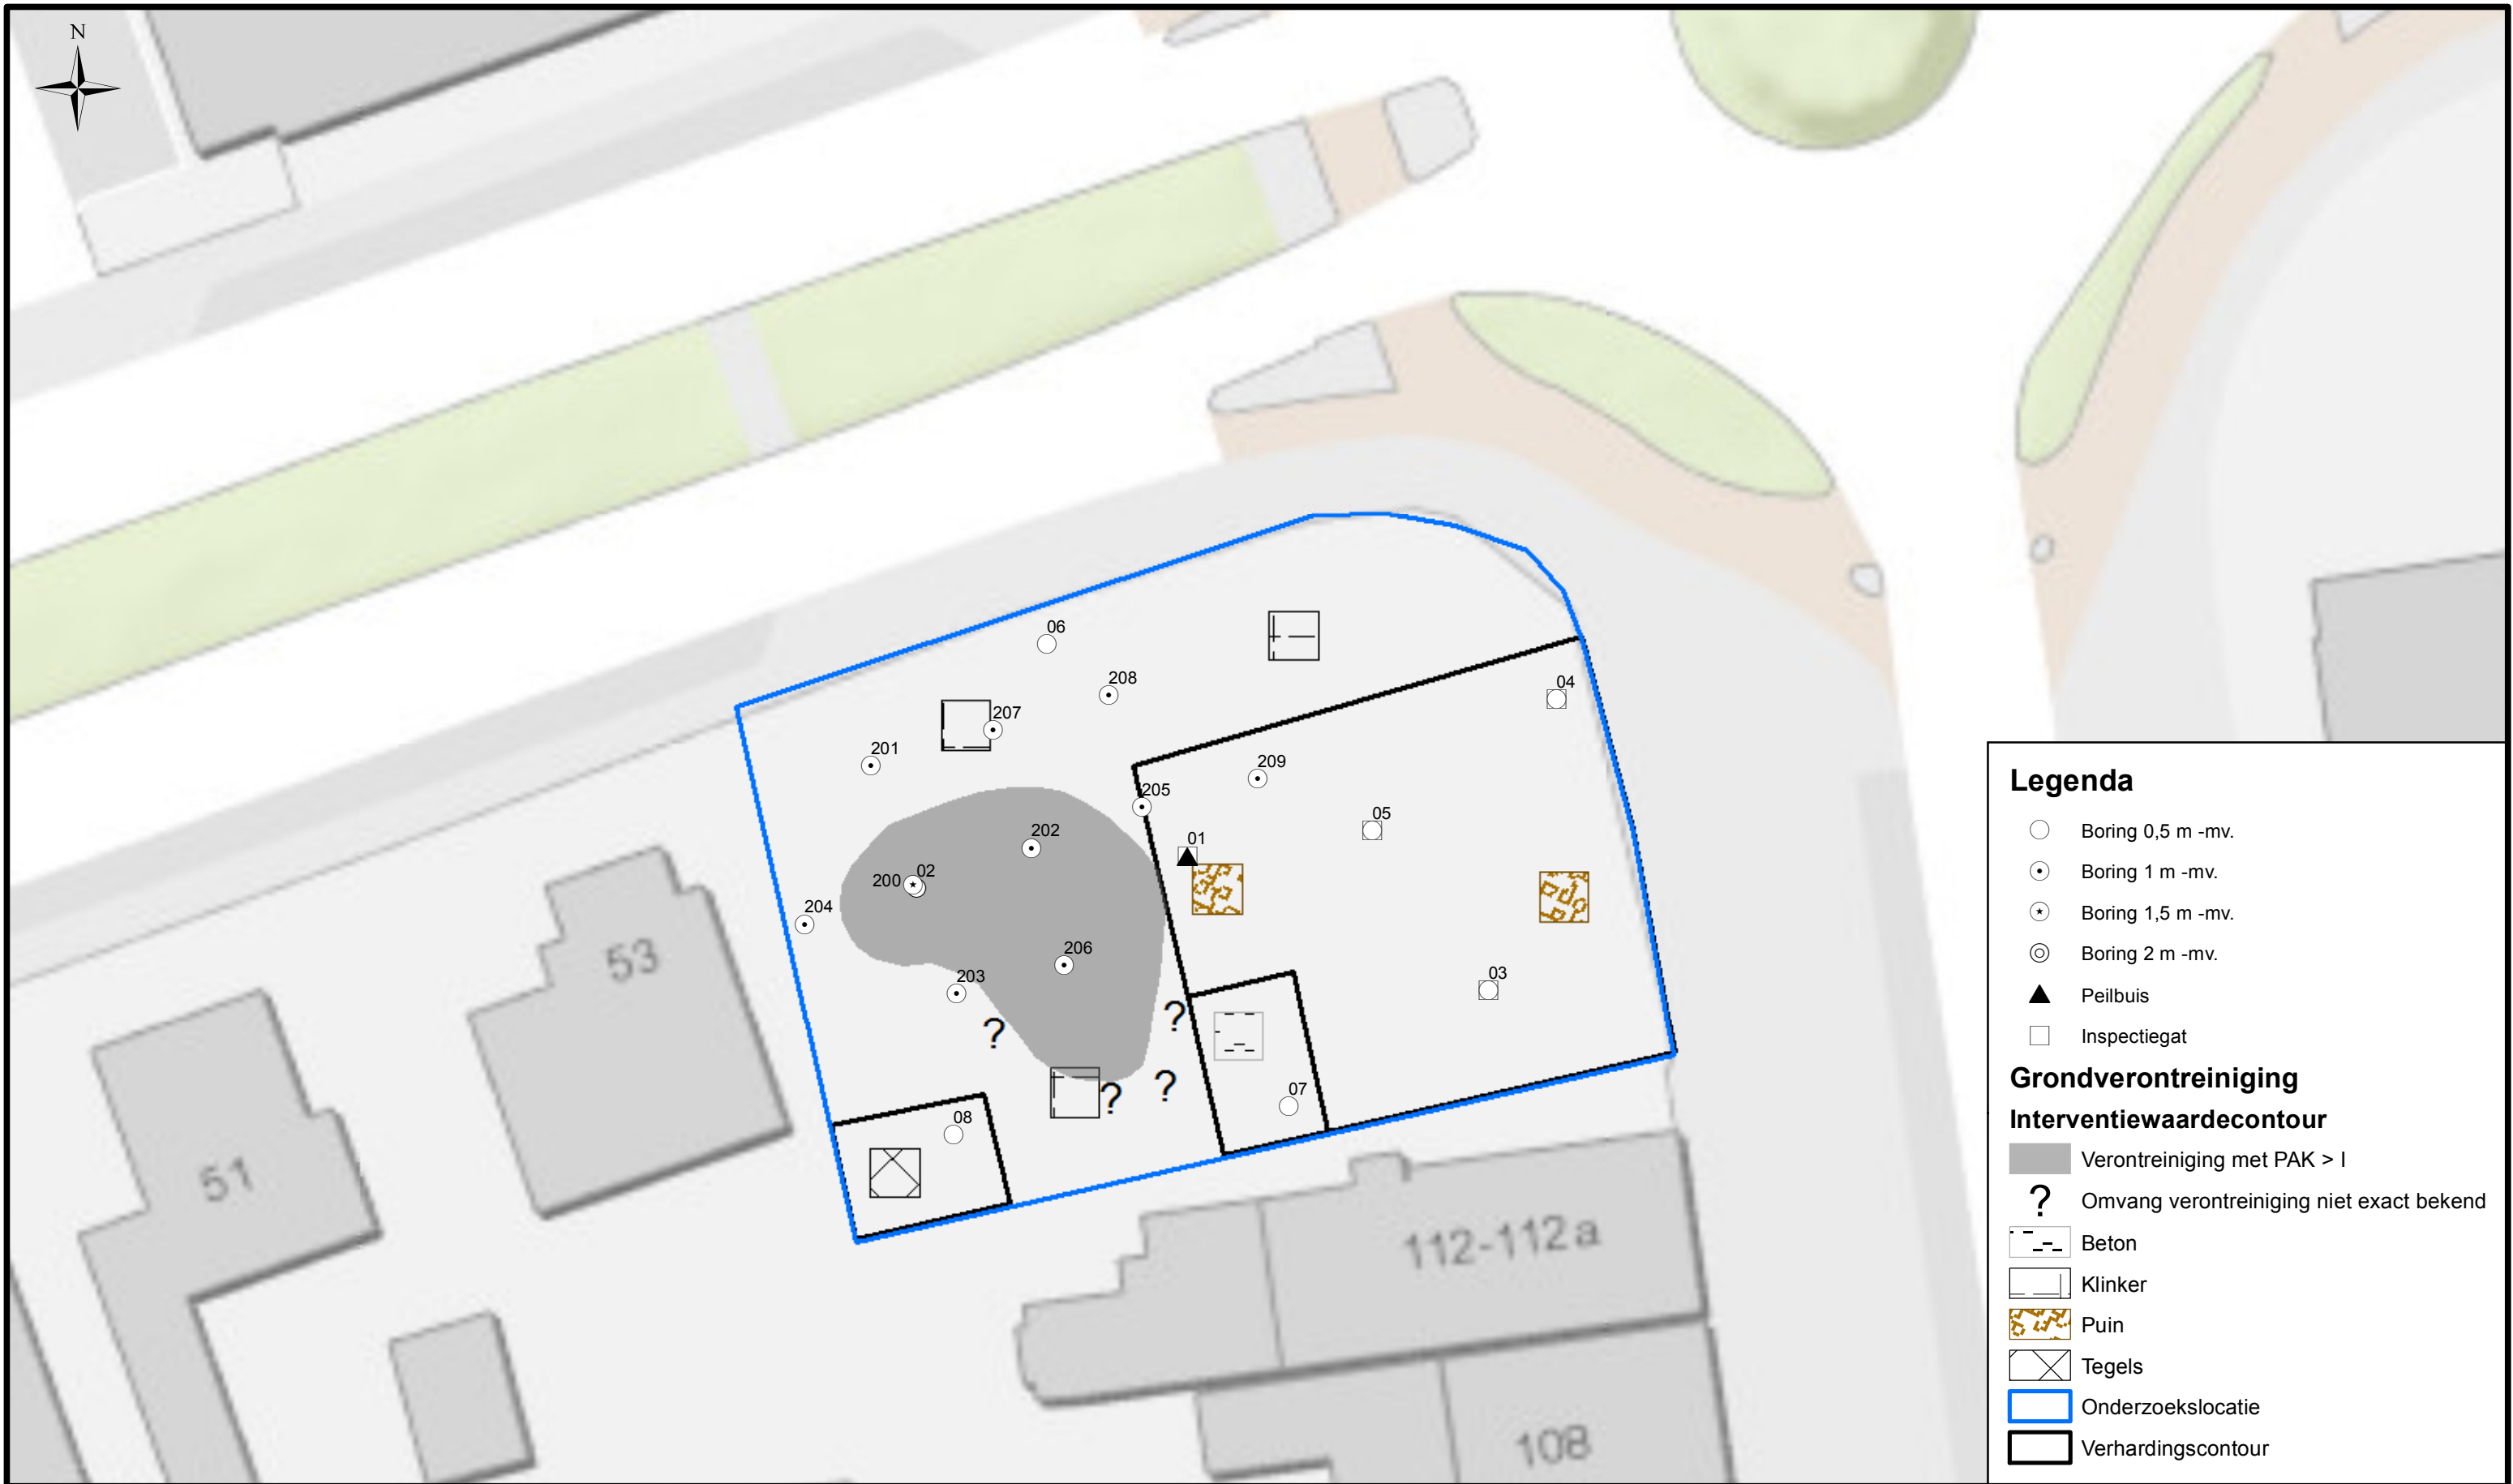 N
06
208
04
207
201
209
205
202
05
01
02
200
204
206
203
03
53
?
?
?
?
07
08
51
112-112a
108
Legenda
Boring 0,5 m -mv.
Boring 1 m -mv.
Boring 1,5 m -mv.
Boring 2 m -mv.
Peilbuis
Inspectiegat
Grondverontreiniging
Interventiewaardecontour
Verontreiniging met PAK > I
? Omvang verontreiniging niet exact bekend
Beton
Klinker
Puin
Tegels
Onderzoekslocatie
Verhardingscontour